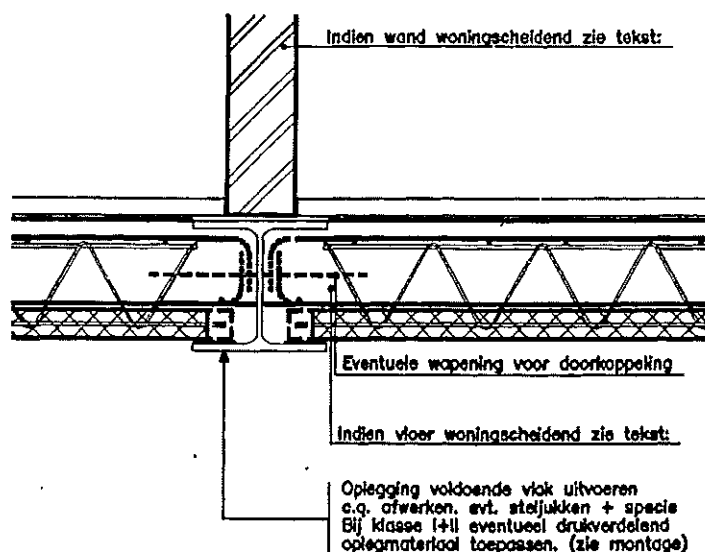 Indien wand woningscheidend zie tekst:
Eventuele wapening voor doorkoppeling
Indien vloer woningscheidend zie tekst:
Oplegging voldoende vlak uitvoeren
c.q. afwerken. evt. steljukken + specie
Bij klasse I+II eventueel drukverdelend
oplegmateriaal toepassen. (zie montage)